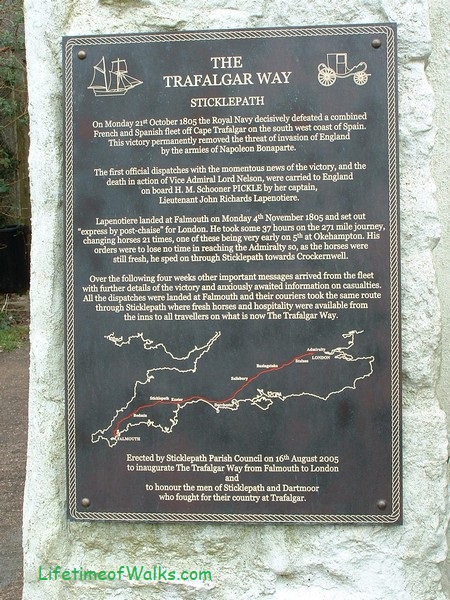 THE
TRAFALGAR WAY
STICKLEPATH
On Monday 21st October 1805 the Royal Navy decisively defeated a combined
French and Spanish fleet off Cape Trafalgar on the south west coast of Spain.
This victory permanently removed the threat of invasion of England
by the armies of Napoleon Bonaparte.
The first official dispatches with the momentous news of the victory, and the
death in action of Vice Admiral Lord Nelson, were carried to England
on board H. M. Schooner PICKLE by her captain,
Lieutenant John Richards Lapenotiere.
Lapenotiere landed at Falmouth on Monday 4th November 1805 and set out
"express by post-chaise" for London. He took some 37 hours on the 271 mile journey,
changing horses 21 times, one of these being very early on 5th at Okehampton. His
orders were to lose no time in reaching the Admiralty so, as the horses were
still fresh, he sped on through Sticklepath towards Crockernwell.
Over the following four weeks other important messages arrived from the fleet
with further details of the victory and anxiously awaited information on casualties.
All the dispatches were landed at Falmouth and their couriers took the same route
through Sticklepath where fresh horses and hospitality were available from
the inns to all travellers on what is now The Trafalgar Way.
Admiralty
LONDON
Staines
Basingstoke
Salisbury
Sticklepath Exeter
Bodmin
FALMOUTH
Erected by Sticklepath Parish Council on 16th August 2005
to inaugurate The Trafalgar Way from Falmouth to London
and
to honour the men of Sticklepath and Dartmoor
who fought for their country at Trafalgar.
LifetimeofWalks.com